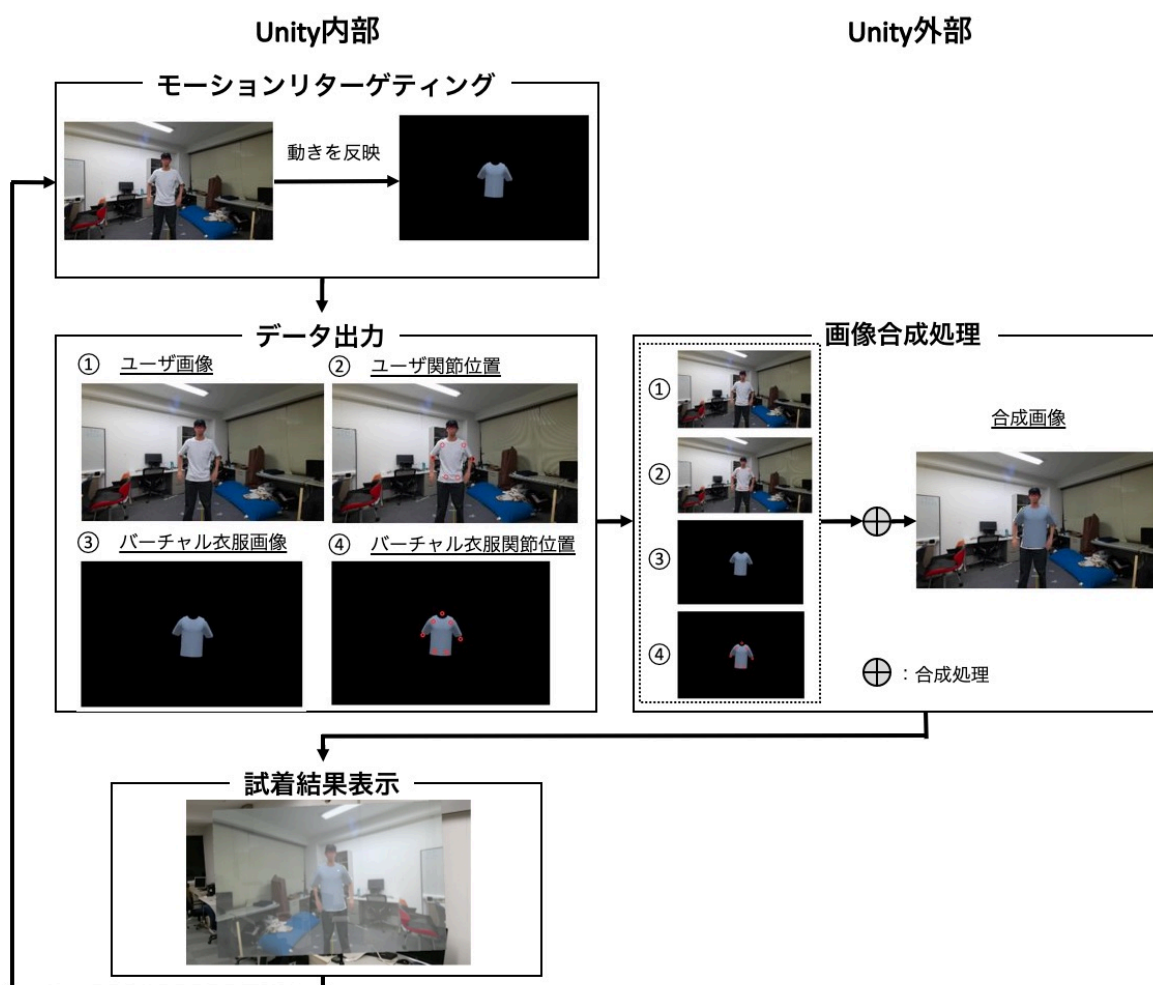 Unity内部
Unity外部
モーションリターゲティング
動きを反映
データ出力
① ユーザ画像
② ユーザ関節位置
③ バーチャル衣服画像
④ バーチャル衣服関節位置
画像合成処理
①
②
③
④
合成画像
：合成処理
試着結果表示